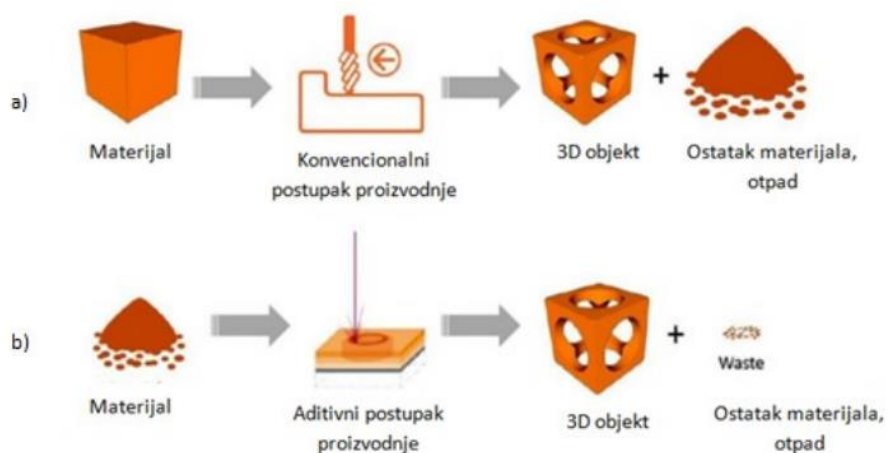 a)
Materijal
Konvencionalni
postupak proizvodnje
3D objekt
+
Ostatak materijala,
otpad
b)
Materijal
Aditivni postupak
proizvodnje
3D objekt
+
Waste
Ostatak materijala,
otpad